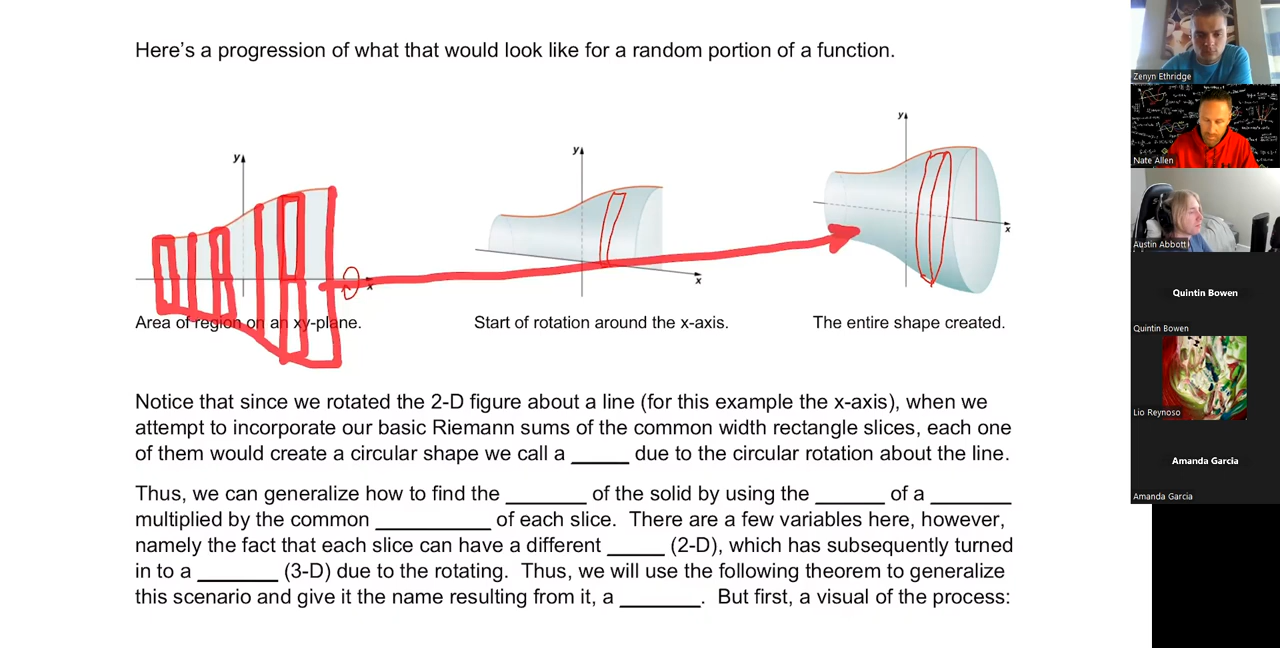 Here's a progression of what that would look like for a random portion of a function.
y
x
Area of region on an xy-plane.
y
x
Start of rotation around the x-axis.
y
x
The entire shape created.
Notice that since we rotated the 2-D figure about a line (for this example the x-axis), when we
attempt to incorporate our basic Riemann sums of the common width rectangle slices, each one
of them would create a circular shape we call a _____ due to the circular rotation about the line.
Thus, we can generalize how to find the _______ of the solid by using the ______ of a _______
multiplied by the common __________ of each slice. There are a few variables here, however,
namely the fact that each slice can have a different _____ (2-D), which has subsequently turned
in to a _______ (3-D) due to the rotating. Thus, we will use the following theorem to generalize
this scenario and give it the name resulting from it, a _______. But first, a visual of the process:
Zenyn Ethridge
Nate Allen
Austin Abbott
Quintin Bowen
Quintin Bowen
Lio Reynoso
Amanda Garcia
Amanda Garcia